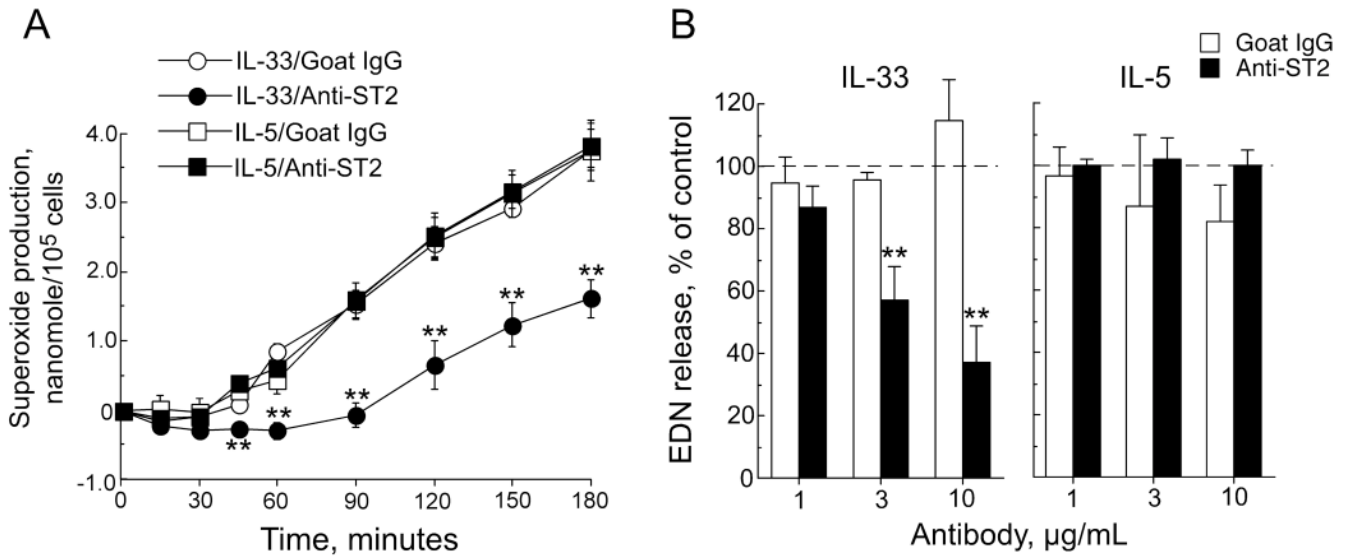 A
IL-33/Goat IgG
IL-33/Anti-ST2
IL-5/Goat IgG
IL-5/Anti-ST2
Superoxide production,
nanomole/10⁵ cells
4.0
3.0
2.0
1.0
0
-1.0
**
**
**
**
**
**
0 30 60 90 120 150 180
Time, minutes
B
Goat IgG
Anti-ST2
IL-33
IL-5
EDN release, % of control
120
100
80
60
40
20
0
**
**
1 3 10
1 3 10
Antibody, µg/mL